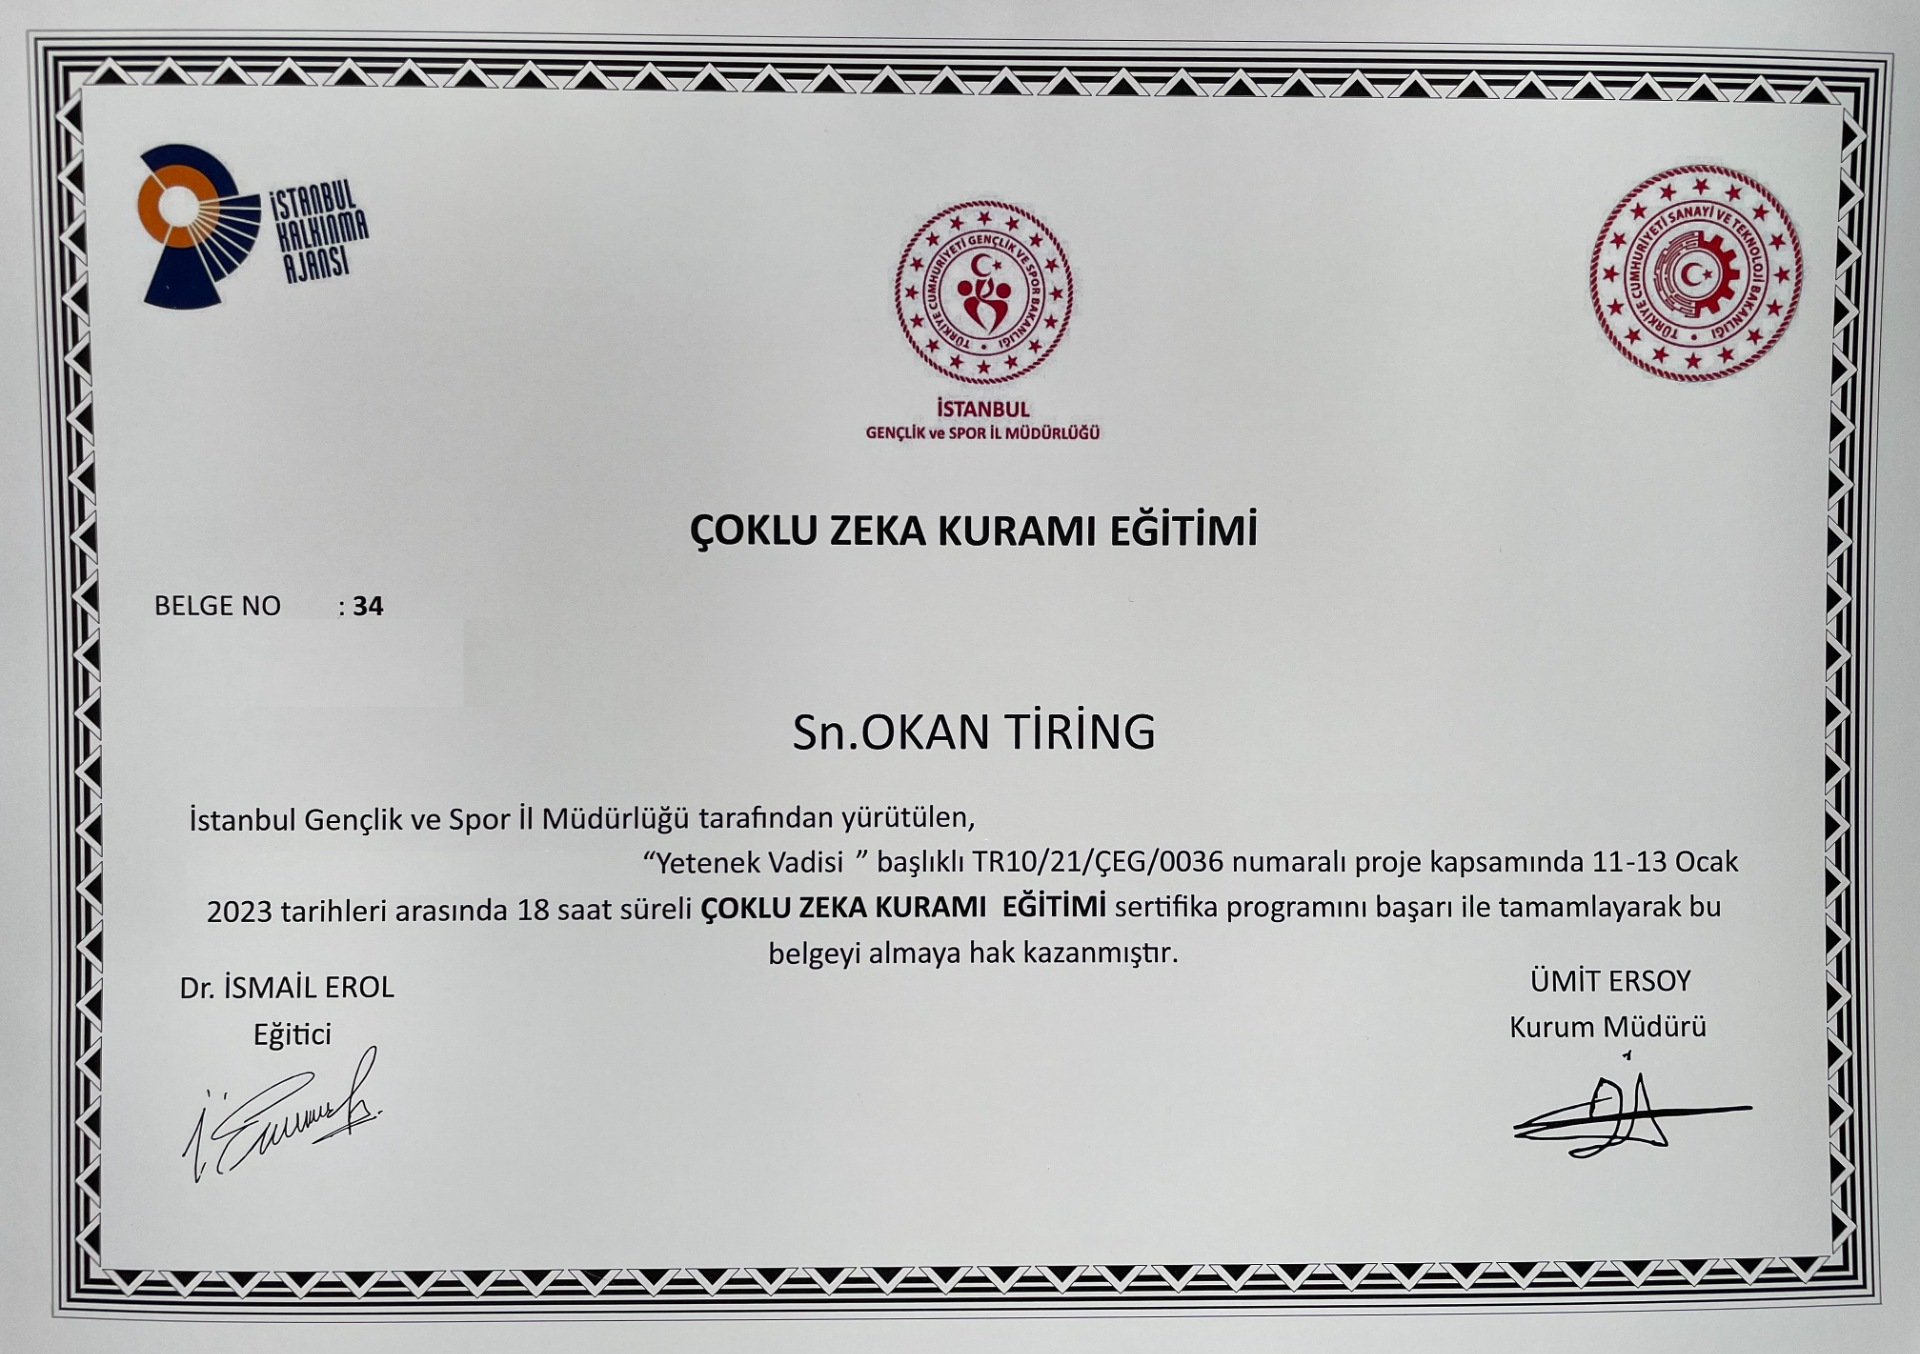 İSTANBUL
KALKINMA
AJANSI
TÜRKİYE CUMHURİYETİ GENÇLİK VE SPOR BAKANLIĞI
İSTANBUL
GENÇLİK ve SPOR İL MÜDÜRLÜĞÜ
TÜRKİYE CUMHURİYETİ SANAYİ VE TEKNOLOJİ BAKANLIĞI
ÇOKLU ZEKA KURAMI EĞİTİMİ
BELGE NO : 34
Sn.OKAN TİRİNG
İstanbul Gençlik ve Spor İl Müdürlüğü tarafından yürütülen,
“Yetenek Vadisi ” başlıklı TR10/21/ÇEG/0036 numaralı proje kapsamında 11-13 Ocak
2023 tarihleri arasında 18 saat süreli ÇOKLU ZEKA KURAMI EĞİTİMİ sertifika programını başarı ile tamamlayarak bu
belgeyi almaya hak kazanmıştır.
Dr. İSMAİL EROL
Eğitici
ÜMİT ERSOY
Kurum Müdürü